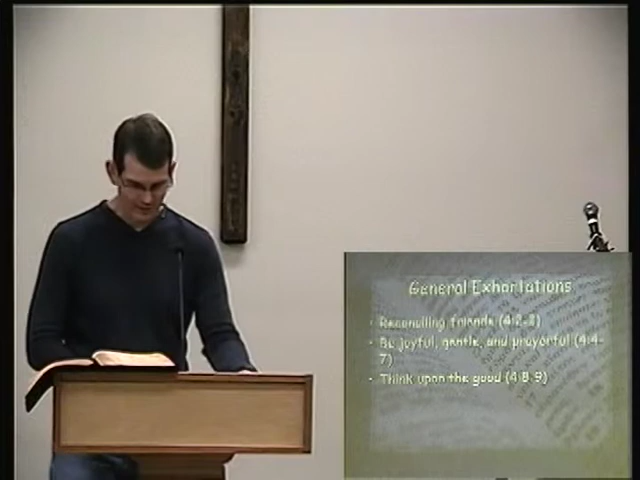 General Exhortations
• Reconciling friends (4:2-3)
• Be joyful, gentle, and prayerful (4:4-
7)
• Think upon the good (4:8-9)